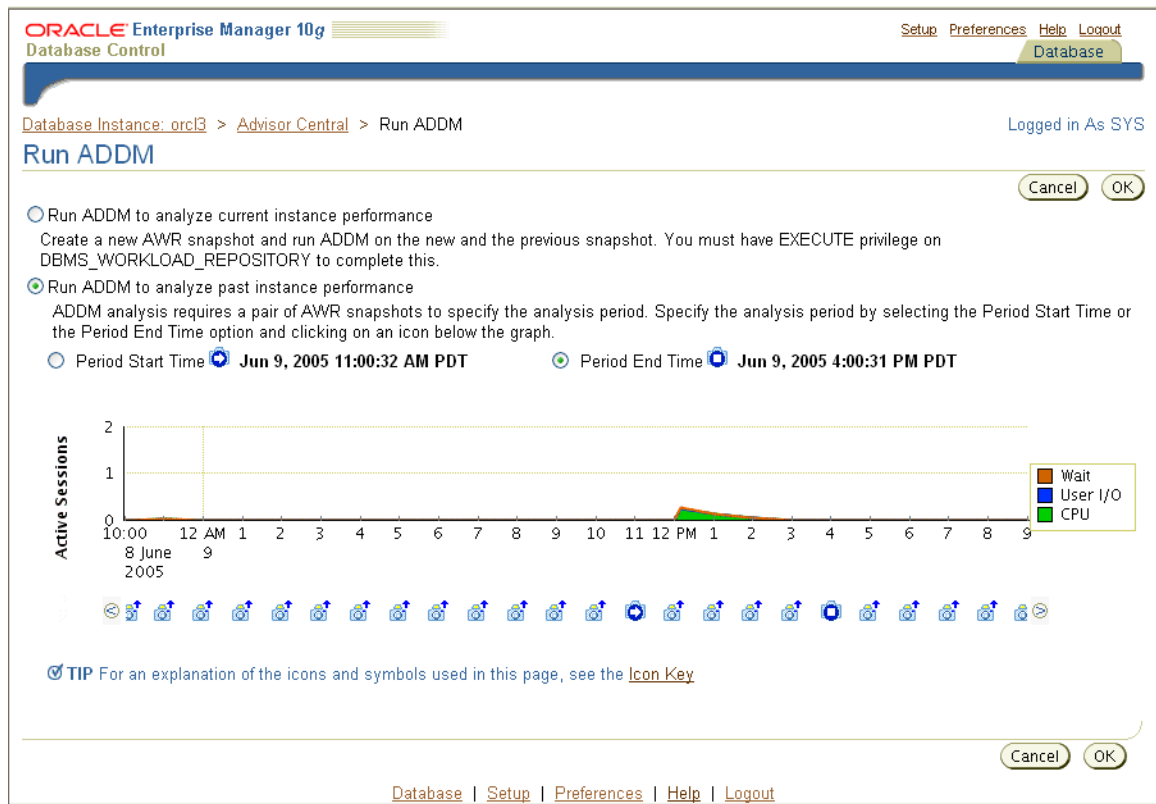 ORACLE Enterprise Manager 10g
Database Control
Setup Preferences Help Logout
Database
Database Instance: orcl3 > Advisor Central > Run ADDM
Logged in As SYS
Run ADDM
Cancel OK
Run ADDM to analyze current instance performance
Create a new AWR snapshot and run ADDM on the new and the previous snapshot. You must have EXECUTE privilege on
DBMS_WORKLOAD_REPOSITORY to complete this.
Run ADDM to analyze past instance performance
ADDM analysis requires a pair of AWR snapshots to specify the analysis period. Specify the analysis period by selecting the Period Start Time or
the Period End Time option and clicking on an icon below the graph.
Period Start Time Jun 9, 2005 11:00:32 AM PDT
Period End Time Jun 9, 2005 4:00:31 PM PDT
Active Sessions
2
1
0
10:00 12 AM 1 2 3 4 5 6 7 8 9 10 11 12 PM 1 2 3 4 5 6 7 8 9
8 June 9
2005
Wait
User I/O
CPU
TIP For an explanation of the icons and symbols used in this page, see the Icon Key
Cancel OK
Database | Setup | Preferences | Help | Logout